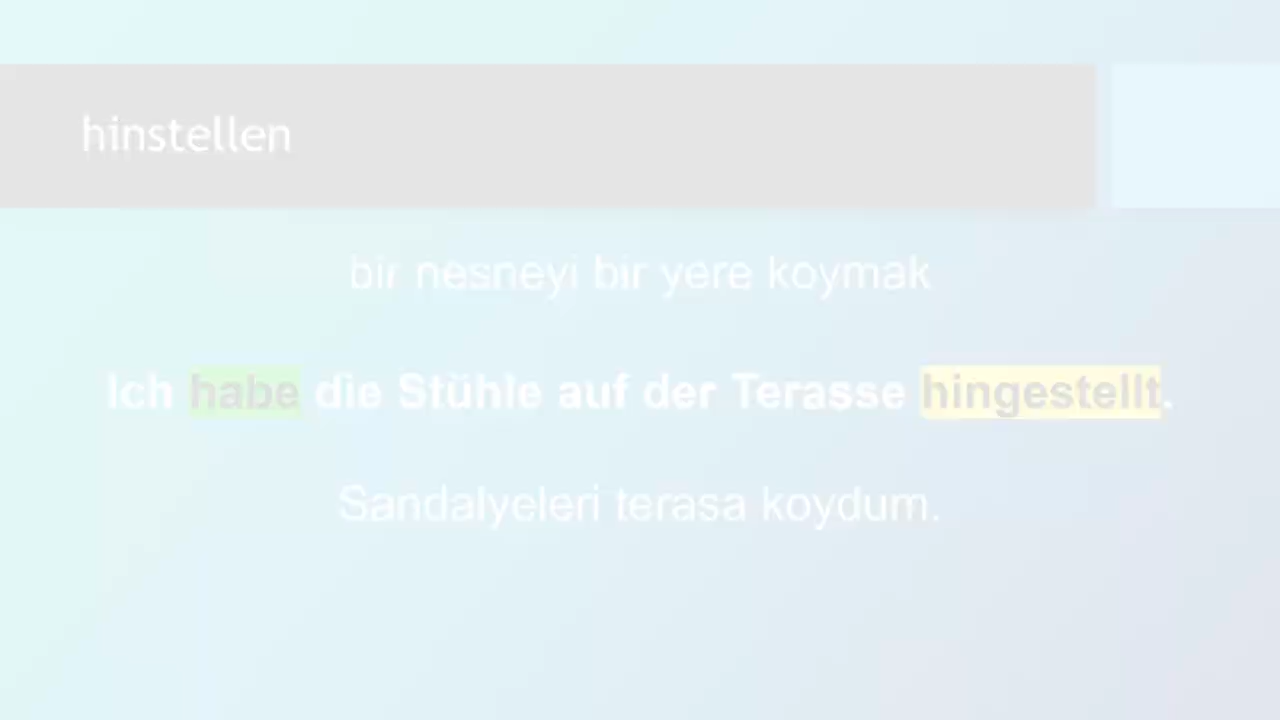 hinstellen
bir nesneyi bir yere koymak
Ich habe die Stühle auf der Terasse hingestellt.
Sandalyeleri terasa koydum.